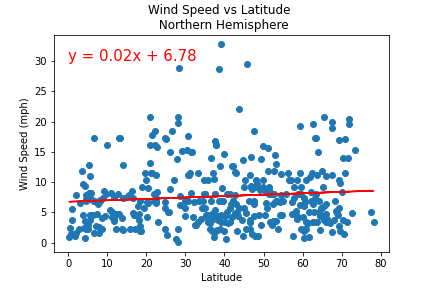 Wind Speed vs Latitude
Northern Hemisphere
y = 0.02x + 6.78
Wind Speed (mph)
30
25
20
15
10
5
0
0 10 20 30 40 50 60 70 80
Latitude